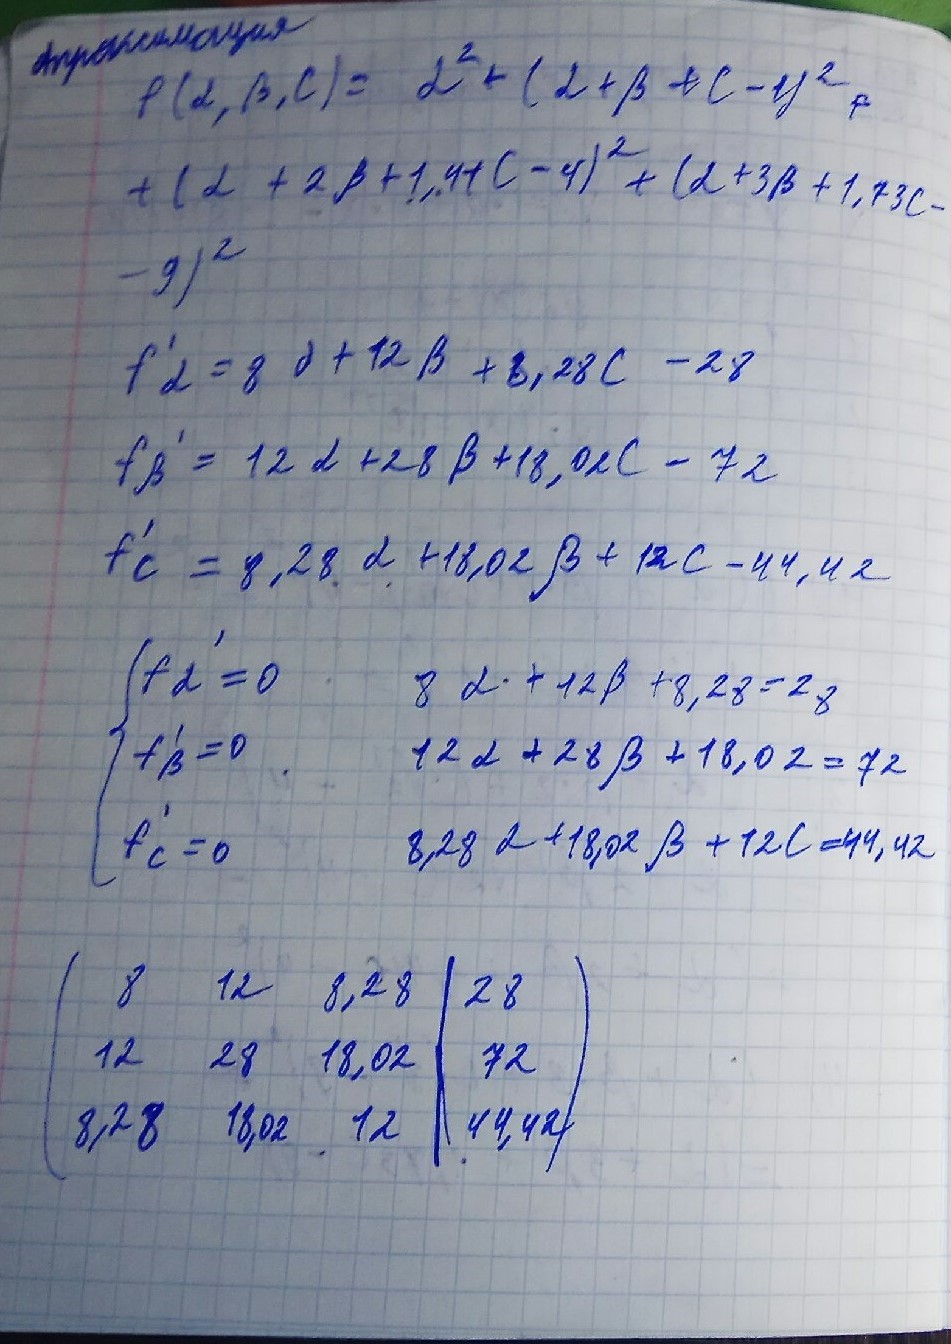 Апроксимация
f(α, β, C) = α² + (α + β + C - 1)² +
+ (α + 2β + 1,41C - 4)² + (α + 3β + 1,73C -
- 9)²
f'α = 8α + 12β + 8,28C - 28
f'β = 12α + 28β + 18,02C - 72
f'c = 8,28α + 18,02β + 12C - 44,42
f'α = 0 8α + 12β + 8,28 = 28
f'β = 0 12α + 28β + 18,02 = 72
f'c = 0 8,28α + 18,02β + 12C = 44,42
8 12 8,28 | 28
12 28 18,02 | 72
8,28 18,02 12 | 44,42